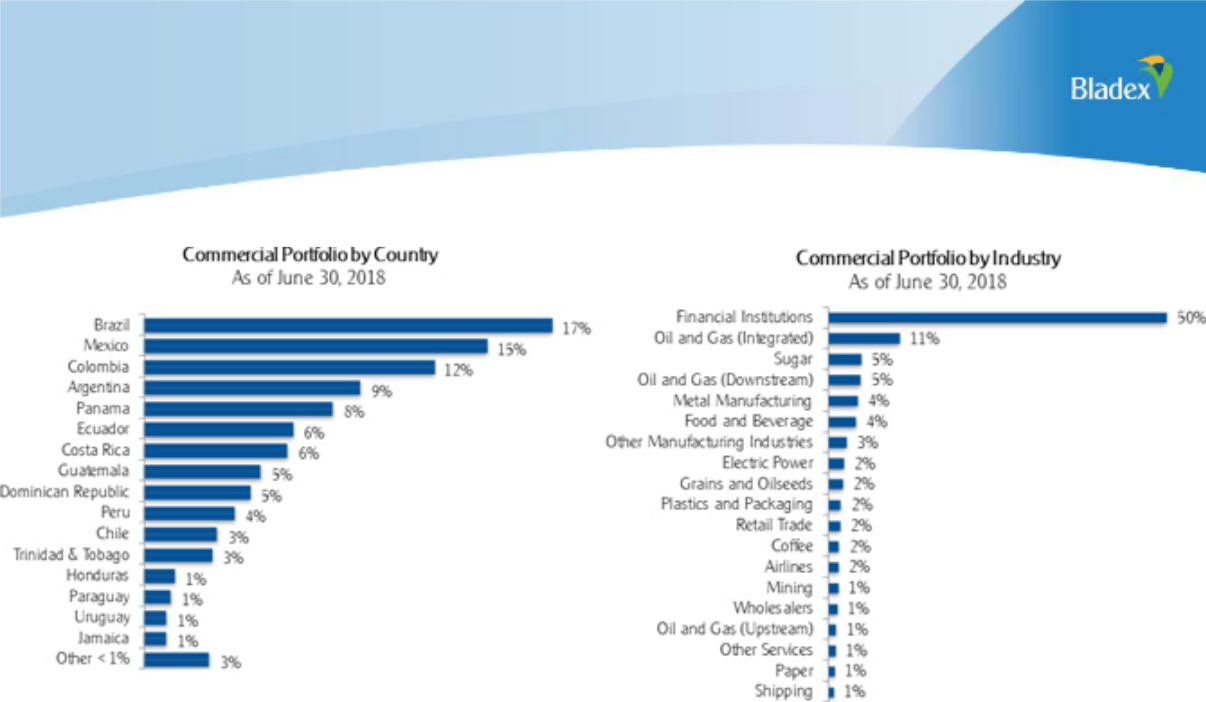 Bladex
Commercial Portfolio by Country
As of June 30, 2018
Brazil 17%
Mexico 15%
Colombia 12%
Argentina 9%
Panama 8%
Ecuador 6%
Costa Rica 6%
Guatemala 5%
Dominican Republic 5%
Peru 4%
Chile 3%
Trinidad & Tobago 3%
Honduras 1%
Paraguay 1%
Uruguay 1%
Jamaica 1%
Other < 1% 3%
Commercial Portfolio by Industry
As of June 30, 2018
Financial Institutions 50%
Oil and Gas (Integrated) 11%
Sugar 5%
Oil and Gas (Downstream) 5%
Metal Manufacturing 4%
Food and Beverage 4%
Other Manufacturing Industries 3%
Electric Power 2%
Grains and Oilseeds 2%
Plastics and Packaging 2%
Retail Trade 2%
Coffee 2%
Airlines 2%
Mining 1%
Wholesalers 1%
Oil and Gas (Upstream) 1%
Other Services 1%
Paper 1%
Shipping 1%